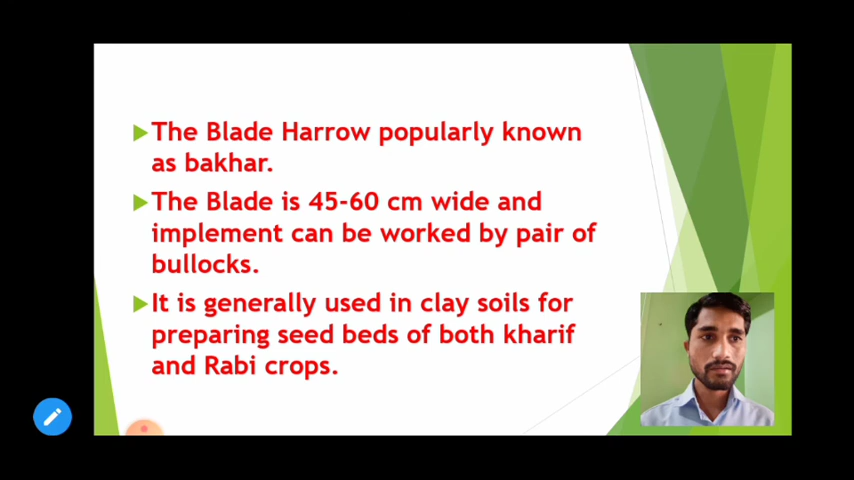 The Blade Harrow popularly known
as bakhar.
The Blade is 45-60 cm wide and
implement can be worked by pair of
bullocks.
It is generally used in clay soils for
preparing seed beds of both kharif
and Rabi crops.